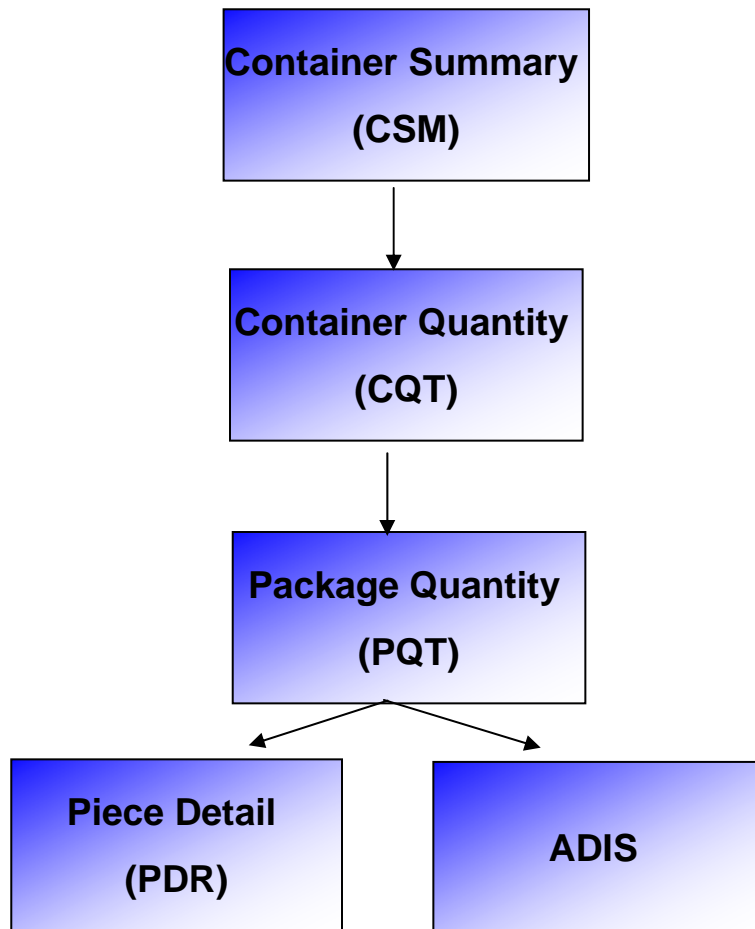 Container Summary
(CSM)
Container Quantity
(CQT)
Package Quantity
(PQT)
Piece Detail
(PDR)
ADIS